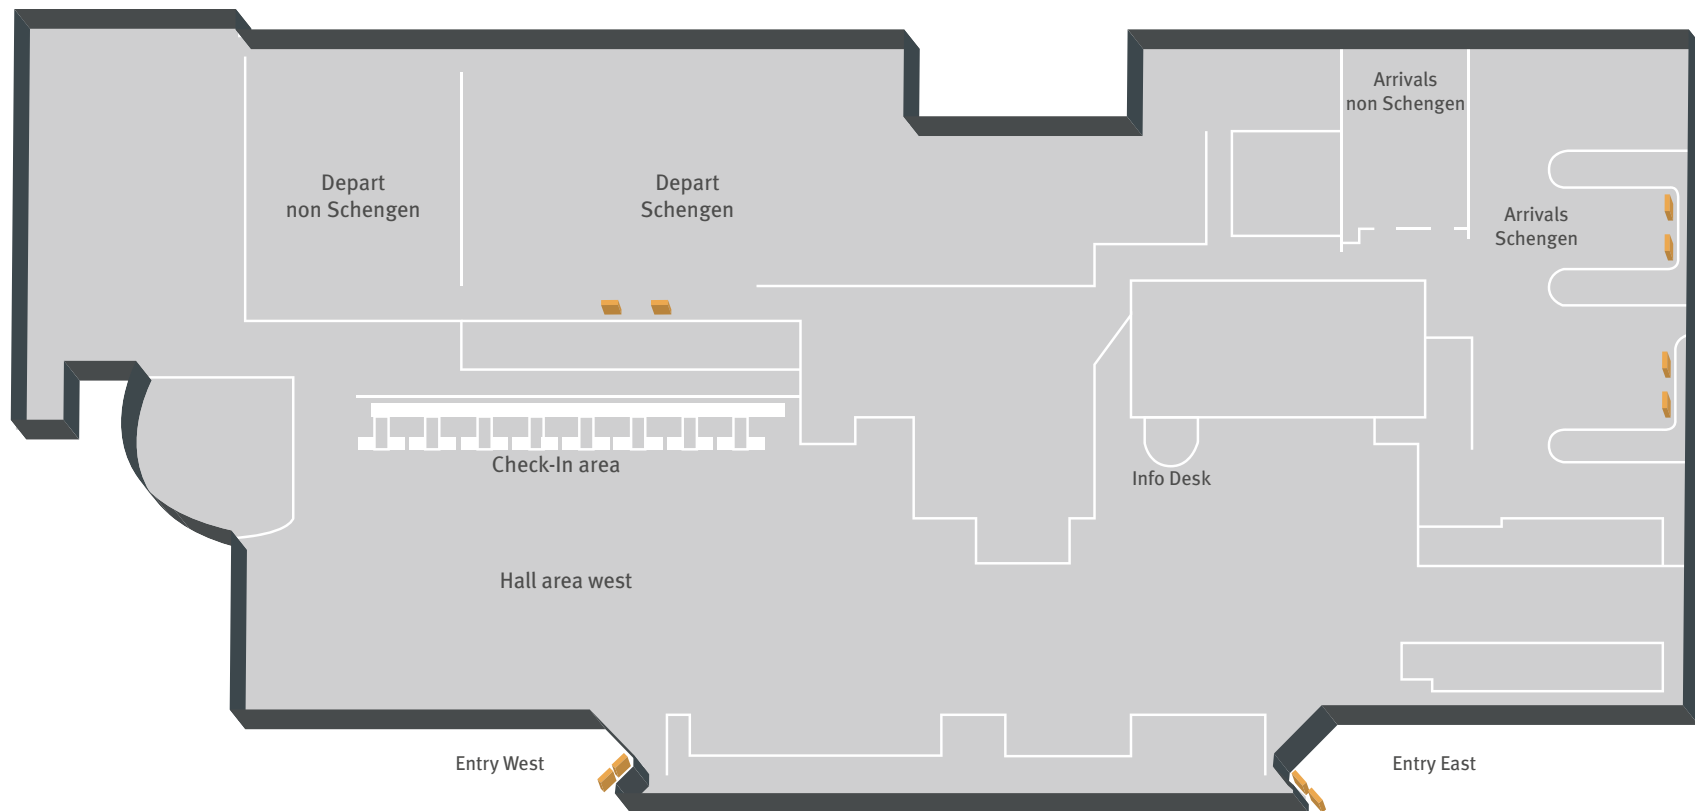 Arrivals
non Schengen
Depart
non Schengen
Depart
Schengen
Arrivals
Schengen
Check-In area
Info Desk
Hall area west
Entry West
Entry East